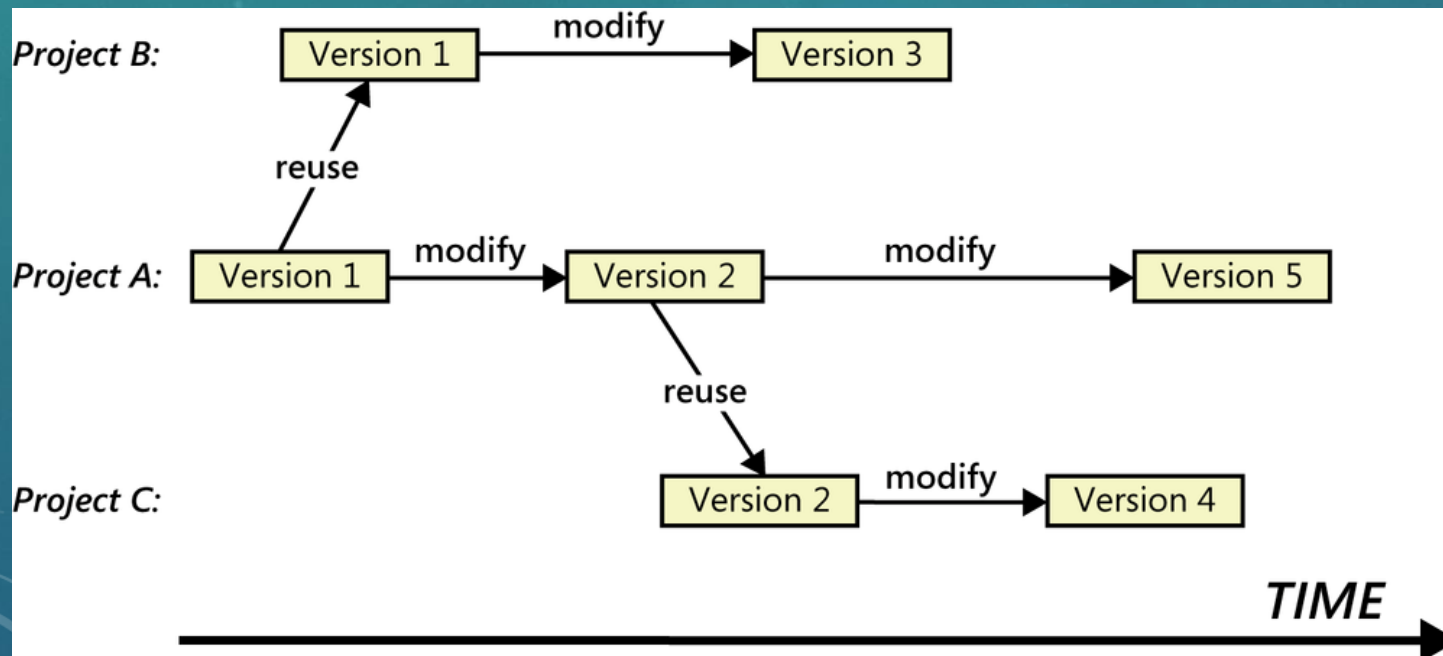 modify
Project B: Version 1 Version 3
reuse
modify modify
Project A: Version 1 Version 2 Version 5
reuse
modify
Project C: Version 2 Version 4
TIME